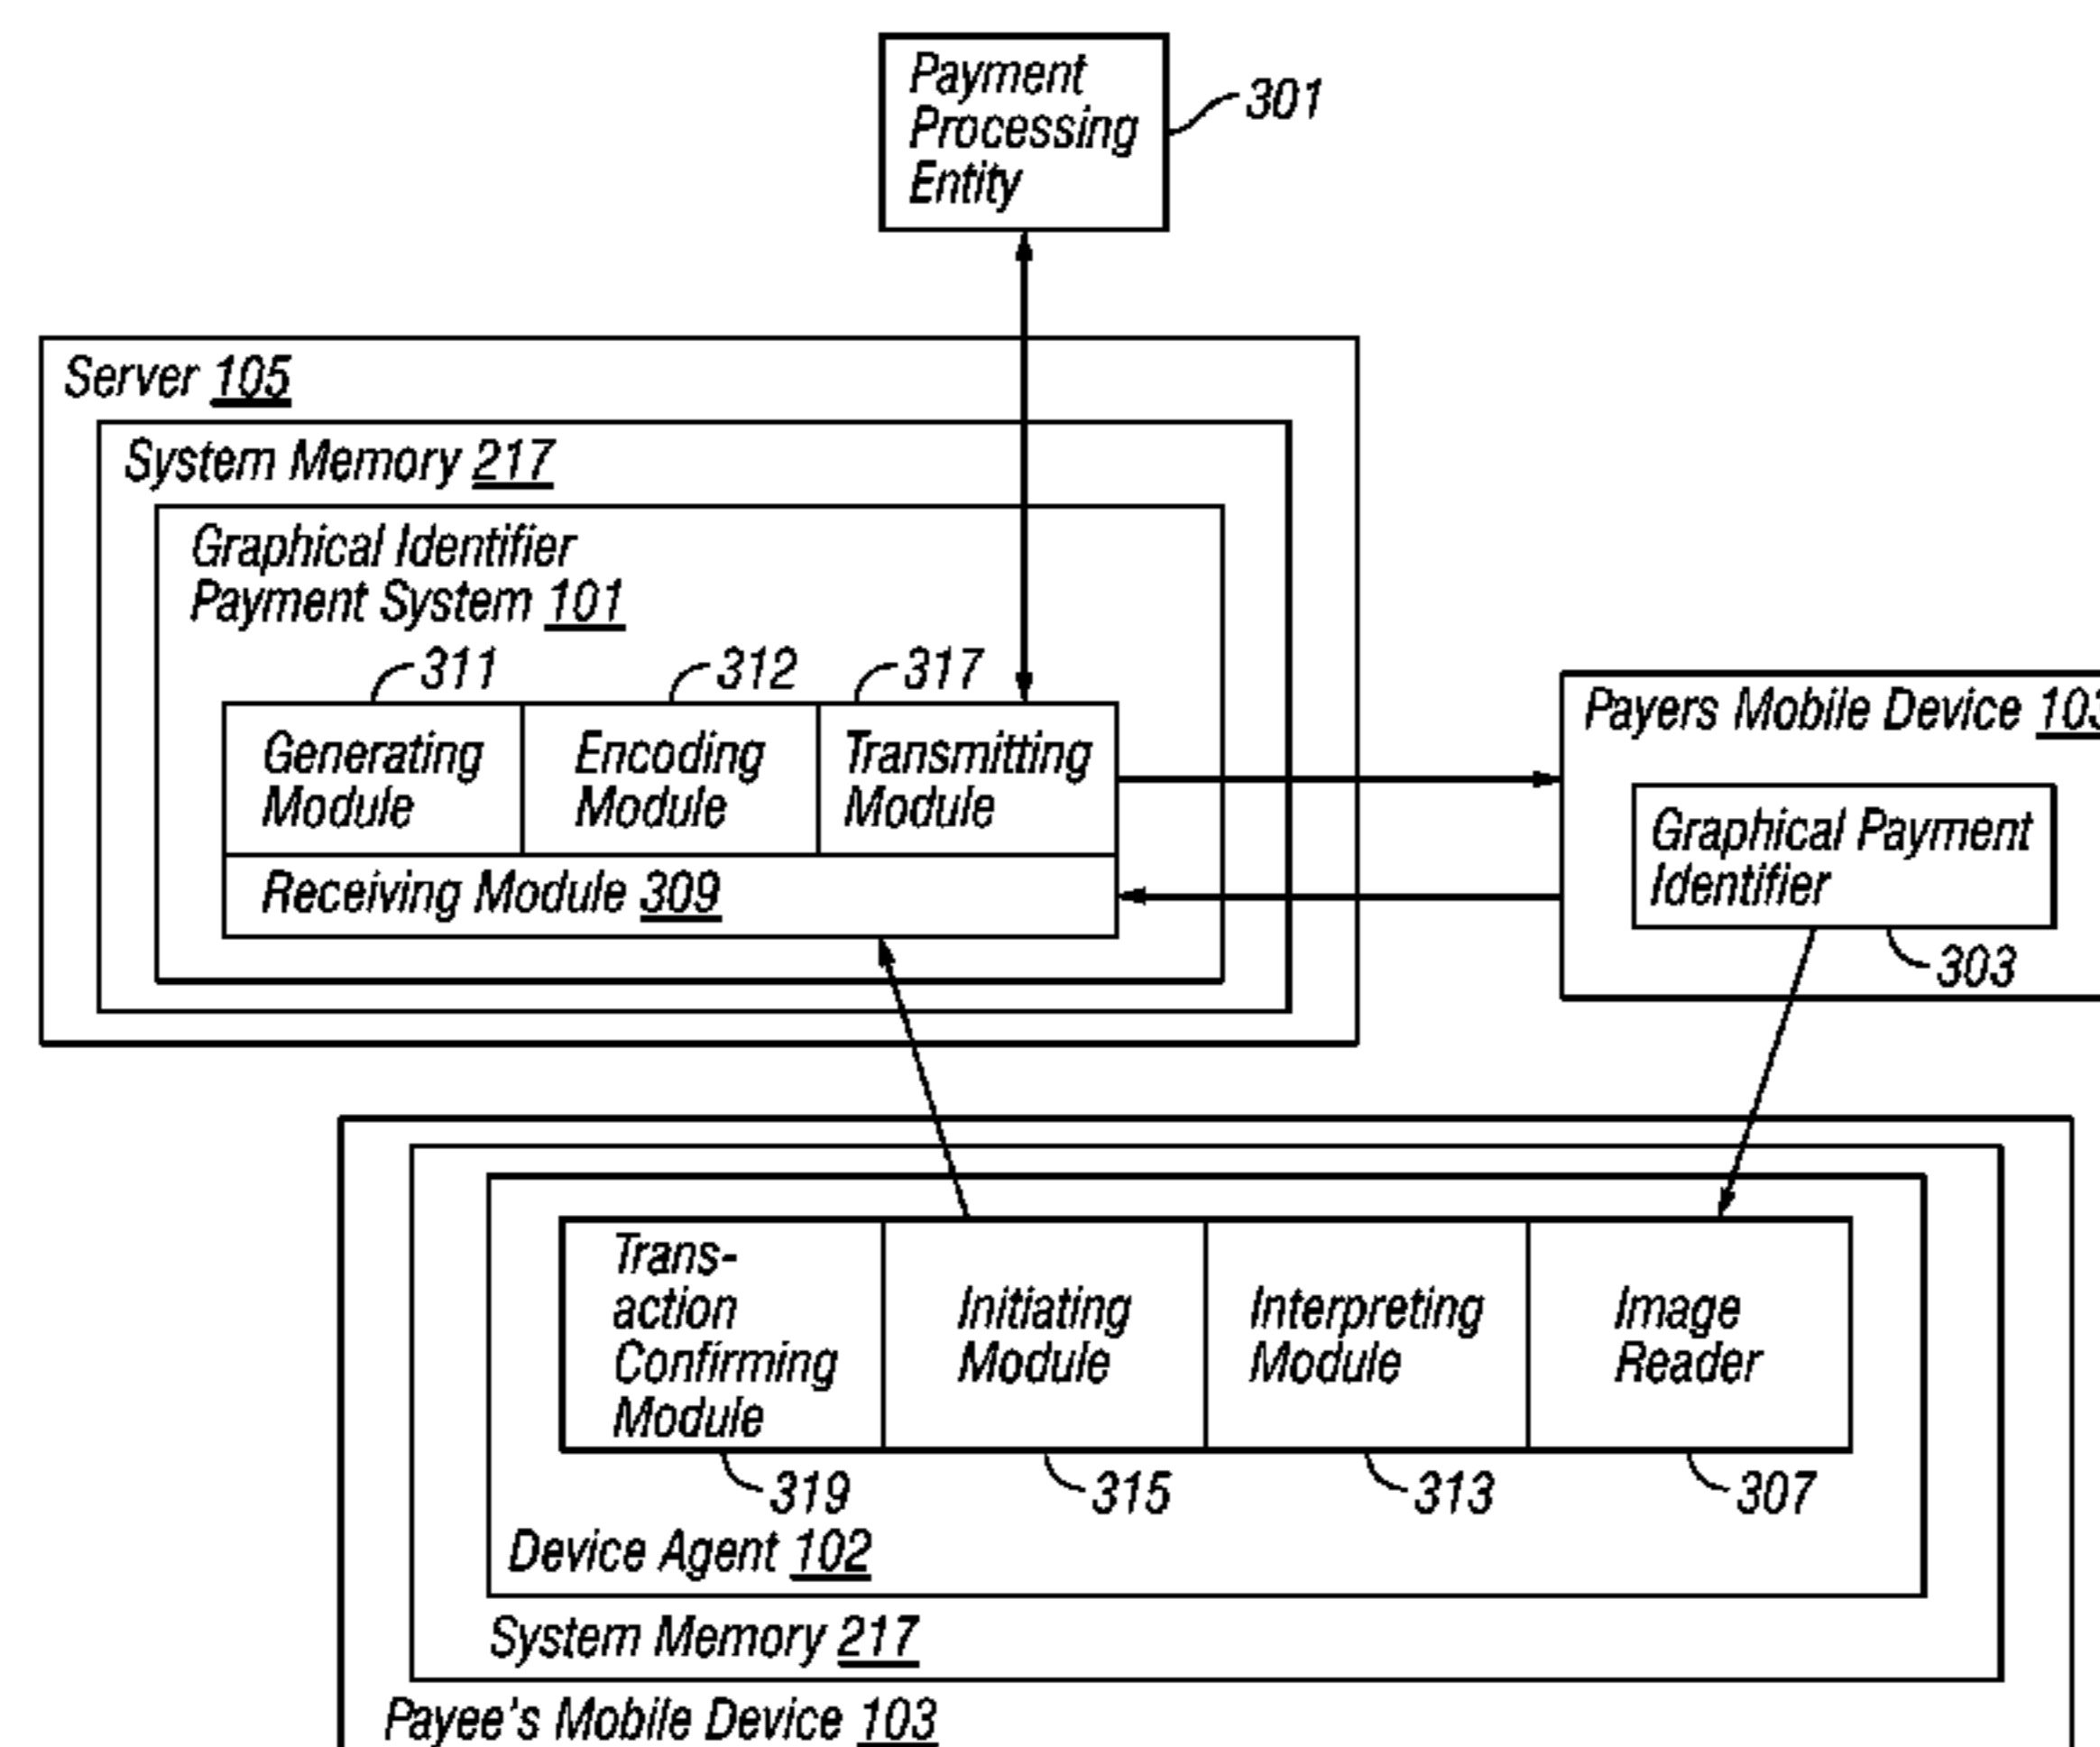 Payment
Processing
Entity
301
Server 105
System Memory 217
Graphical Identifier
Payment System 101
311
312
317
Generating
Module
Encoding
Module
Transmitting
Module
Receiving Module 309
Payers Mobile Device 103
Graphical Payment
Identifier
303
Trans-
action
Confirming
Module
Initiating
Module
Interpreting
Module
Image
Reader
319
315
313
307
Device Agent 102
System Memory 217
Payee's Mobile Device 103